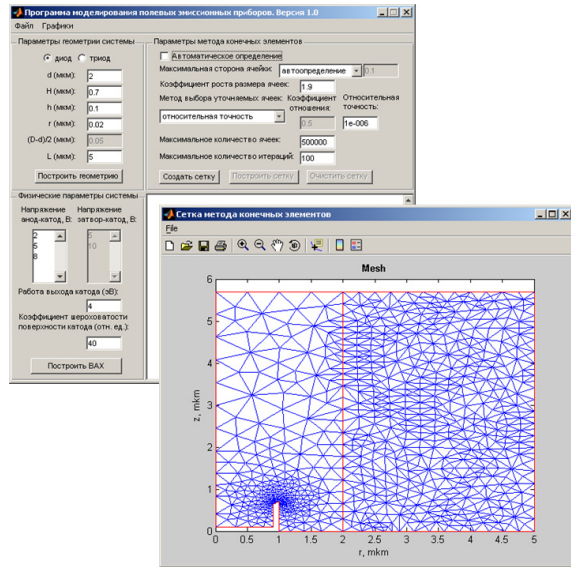 Программа моделирования полевых эмиссионных приборов. Версия 1.0
Файл Графики
Параметры геометрии системы
диод триод
d (мкм): 2
H (мкм): 0.7
h (мкм): 0.1
r (мкм): 0.02
(D-d)/2 (мкм): 0.05
L (мкм): 5
Построить геометрию
Параметры метода конечных элементов
Автоматическое определение
Максимальная сторона ячейки: автоопределение 0.1
Коэффициент роста размера ячеек: 1.9
Метод выбора уточняемых ячеек: Коэффициент отношения: Относительная точность:
относительная точность 0.5 1e-006
Максимальное количество ячеек: 500000
Максимальное количество итераций: 100
Создать сетку Построить сетку Очистить сетку
Физические параметры системы
Напряжение анод-катод, В: Напряжение затвор-катод, В:
2 5
5 10
8
Работа выхода катода (эВ):
4
Коэффициент шероховатости
поверхности катода (отн. ед.):
40
Построить ВАХ
Сетка метода конечных элементов
File
Mesh
z, mkm
6
5
4
3
2
1
0
0 0.5 1 1.5 2 2.5 3 3.5 4 4.5 5
r, mkm